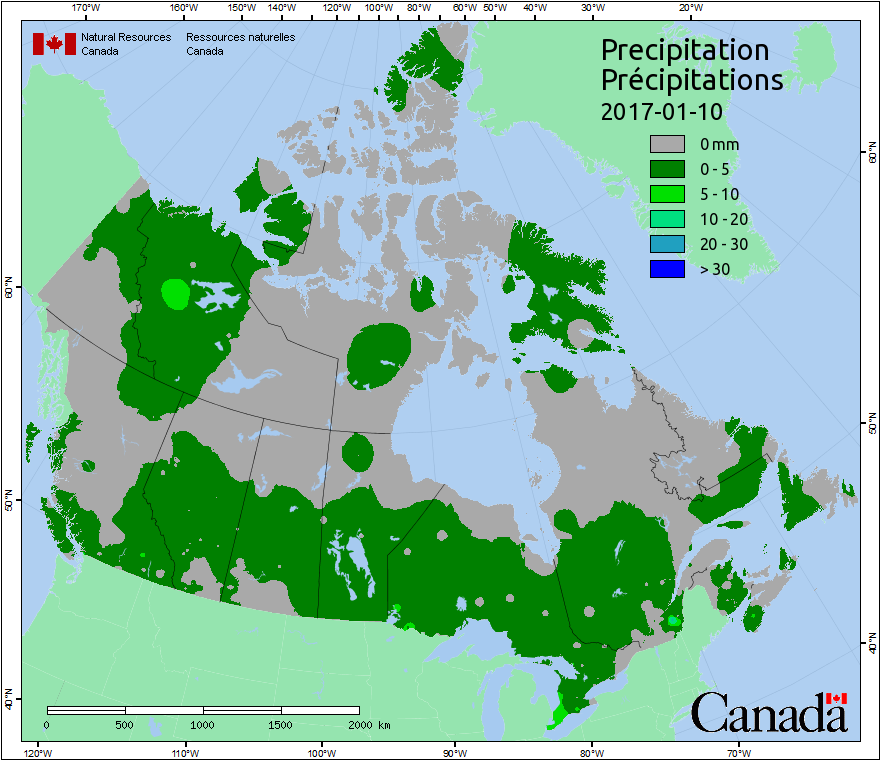 170°W 160°W 150°W 140°W 120°W 100°W 80°W 60°W 50°W 40°W 30°W 20°W
Natural Resources Ressources naturelles
Canada Canada
Precipitation
Précipitations
2017-01-10
0 mm
0 - 5
5 - 10
10 - 20
20 - 30
> 30
60°N
60°N
50°N
50°N
40°N
40°N
0 500 1000 1500 2000 km
Canada
120°W 110°W 100°W 90°W 80°W 70°W